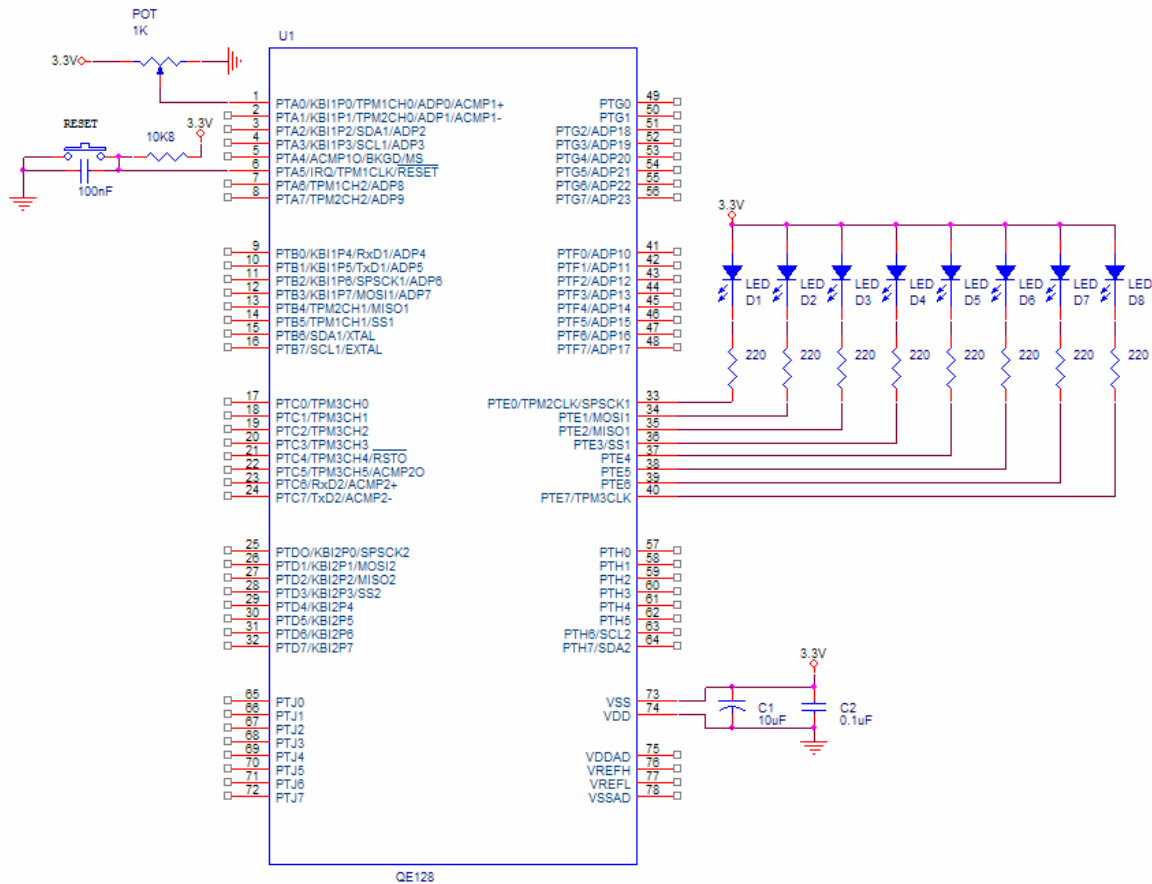 POT
1K
U1
3.3V
1 PTA0/KBI1P0/TPM1CH0/ADP0/ACMP1+
2 PTA1/KBI1P1/TPM2CH0/ADP1/ACMP1-
3 PTA2/KBI1P2/SDA1/ADP2
4 PTA3/KBI1P3/SCL1/ADP3
5 PTA4/ACMP1O/BKGD/MS
6 PTA5/IRQ/TPM1CLK/RESET
7 PTA6/TPM1CH2/ADP8
8 PTA7/TPM2CH2/ADP9
RESET
10K8
3.3V
100nF
9 PTB0/KBI1P4/RxD1/ADP4
10 PTB1/KBI1P5/TxD1/ADP5
11 PTB2/KBI1P6/SPSCK1/ADP6
12 PTB3/KBI1P7/MOSI1/ADP7
13 PTB4/TPM2CH1/MISO1
14 PTB5/TPM1CH1/SS1
15 PTB6/SDA1/XTAL
16 PTB7/SCL1/EXTAL
17 PTC0/TPM3CH0
18 PTC1/TPM3CH1
19 PTC2/TPM3CH2
20 PTC3/TPM3CH3
21 PTC4/TPM3CH4/RSTO
22 PTC5/TPM3CH5/ACMP2O
23 PTC6/RxD2/ACMP2+
24 PTC7/TxD2/ACMP2-
25 PTDO/KBI2P0/SPSCK2
26 PTD1/KBI2P1/MOSI2
27 PTD2/KBI2P2/MISO2
28 PTD3/KBI2P3/SS2
29 PTD4/KBI2P4
30 PTD5/KBI2P5
31 PTD6/KBI2P6
32 PTD7/KBI2P7
65 PTJ0
66 PTJ1
67 PTJ2
68 PTJ3
69 PTJ4
70 PTJ5
71 PTJ6
72 PTJ7
PTG0 49
PTG1 50
PTG2/ADP18 51
PTG3/ADP19 52
PTG4/ADP20 53
PTG5/ADP21 54
PTG6/ADP22 55
PTG7/ADP23 56
PTF0/ADP10 41
PTF1/ADP11 42
PTF2/ADP12 43
PTF3/ADP13 44
PTF4/ADP14 45
PTF5/ADP15 46
PTF6/ADP16 47
PTF7/ADP17 48
PTE0/TPM2CLK/SPSCK1 33
PTE1/MOSI1 34
PTE2/MISO1 35
PTE3/SS1 36
PTE4 37
PTE5 38
PTE6 39
PTE7/TPM3CLK 40
PTH0 57
PTH1 58
PTH2 59
PTH3 60
PTH4 61
PTH5 62
PTH6/SCL2 63
PTH7/SDA2 64
VSS 73
VDD 74
VDDAD 75
VREFH 76
VREFL 77
VSSAD 78
3.3V
LED LED LED LED LED LED LED LED
D1 D2 D3 D4 D5 D6 D7 D8
220 220 220 220 220 220 220 220
3.3V
C1 C2
10uF 0.1uF
QE128